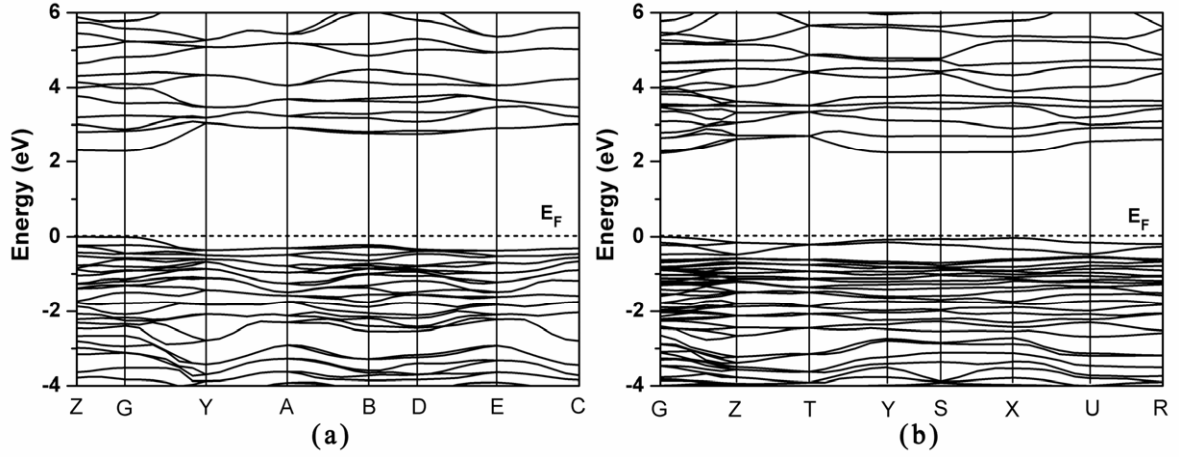 6
4
2
0
-2
-4
Energy (eV)
E_F
Z G Y A B D E C
(a)
6
4
2
0
-2
-4
Energy (eV)
E_F
G Z T Y S X U R
(b)